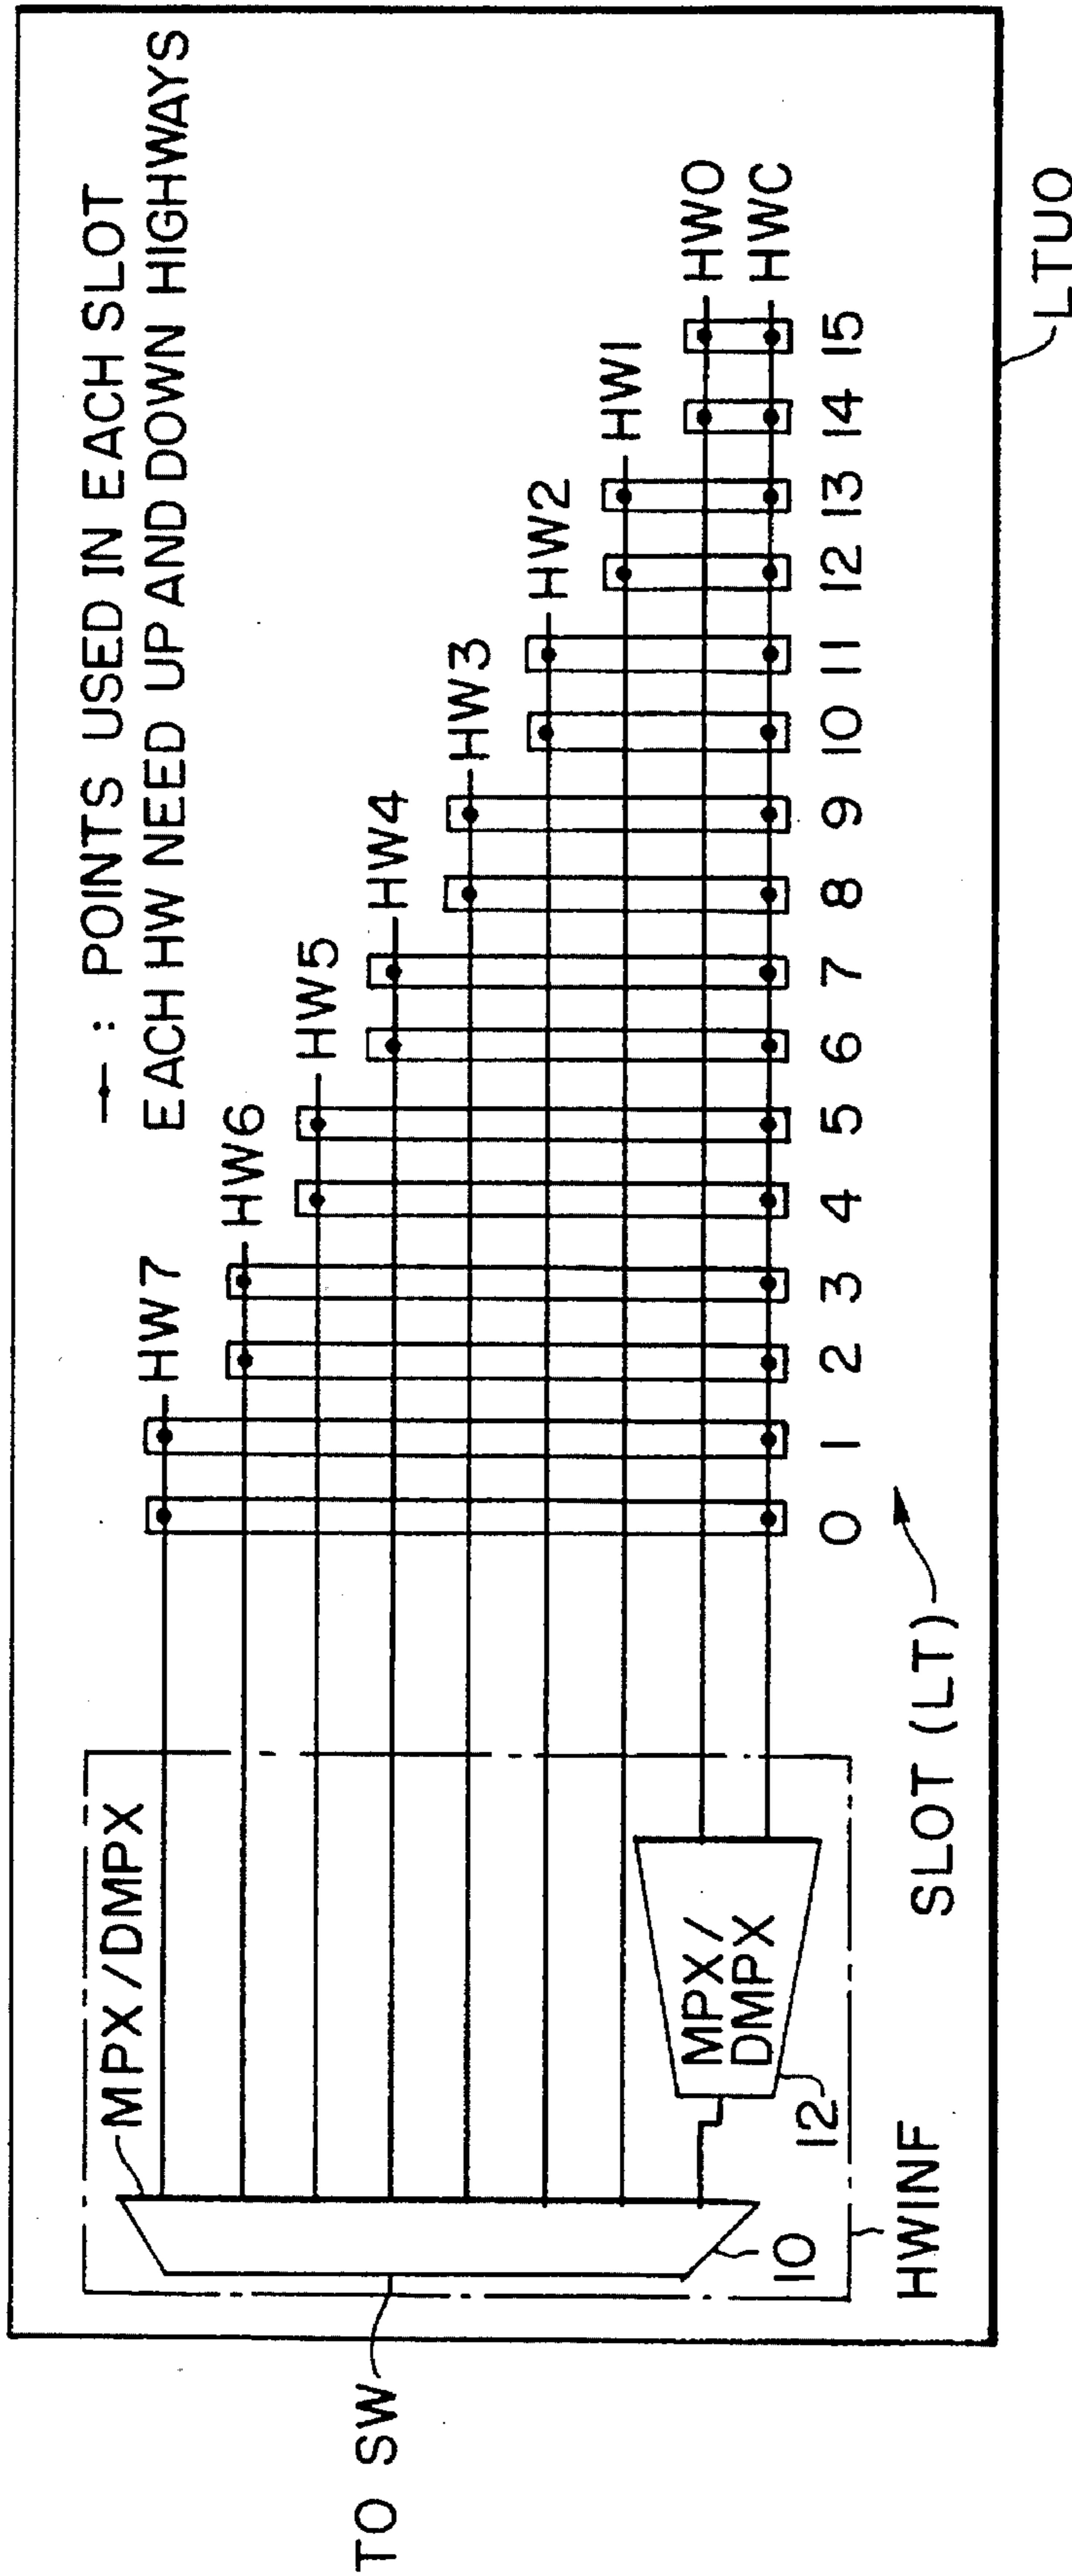 —•— : POINTS USED IN EACH SLOT
EACH HW NEED UP AND DOWN HIGHWAYS
MPX/DMPX
HW7
HW6
HW5
HW4
HW3
HW2
HW1
HW0
HWC
TO SW
MPX/
DMPX
10
12
0 1 2 3 4 5 6 7 8 9 10 11 12 13 14 15
HWINF
SLOT (LT)
LTU0